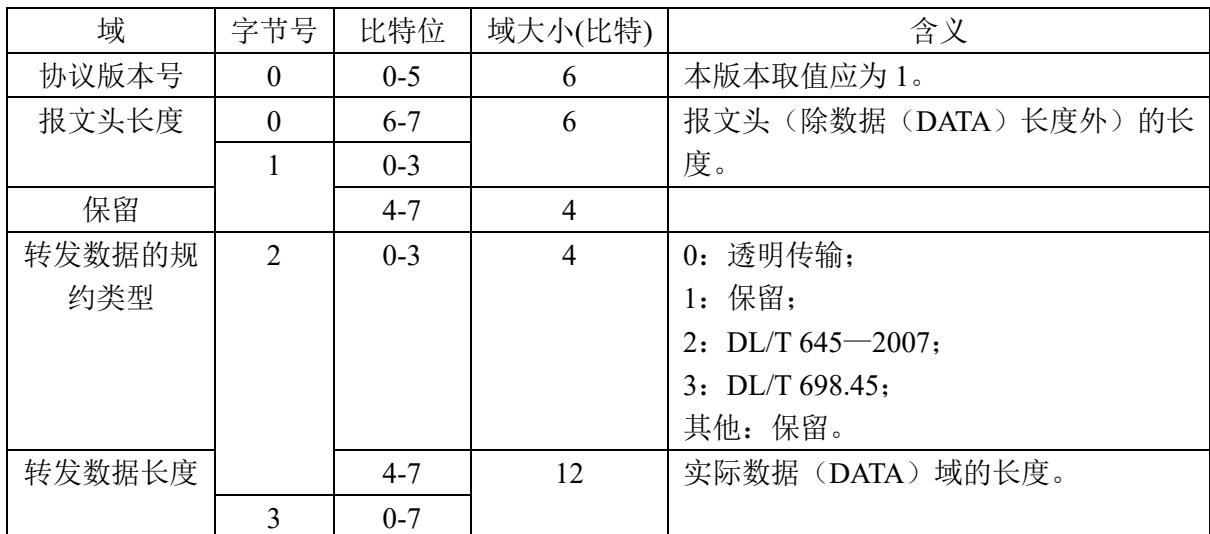 域 字节号 比特位 域大小(比特) 含义
协议版本号 0 0-5 6 本版本取值应为 1。
报文头长度 0 6-7 6 报文头（除数据（DATA）长度外）的长
1 0-3 度。
保留 4-7 4
转发数据的规 2 0-3 4 0：透明传输；
约类型 1：保留；
2：DL/T 645—2007；
3：DL/T 698.45；
其他：保留。
转发数据长度 4-7 12 实际数据（DATA）域的长度。
3 0-7